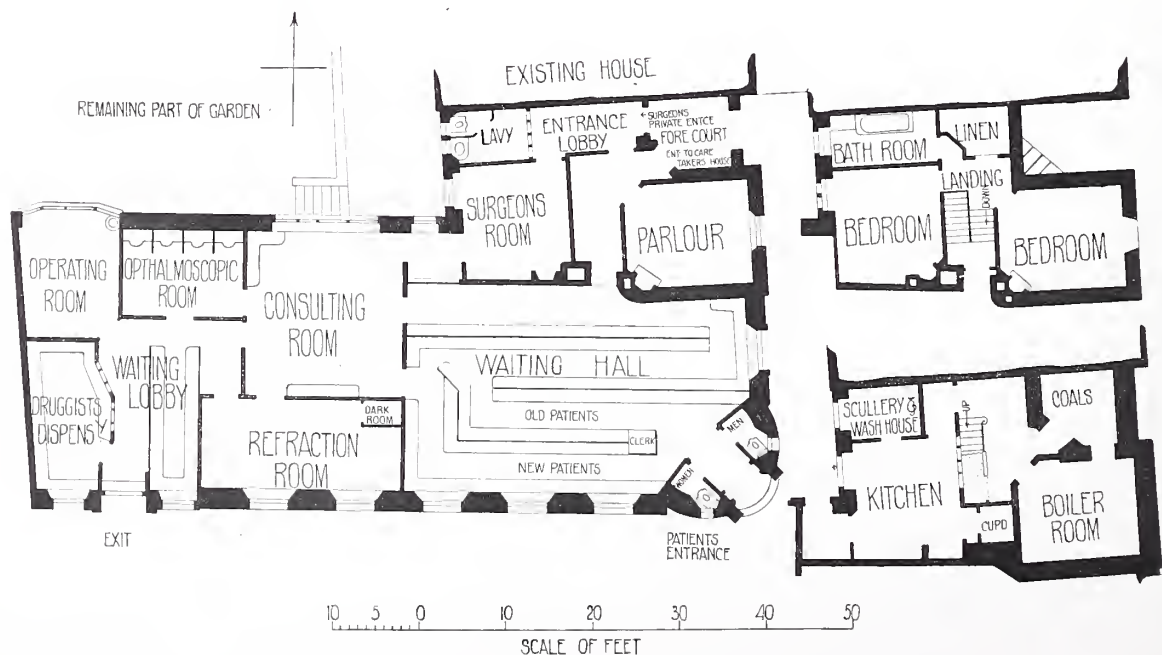 EXISTING HOUSE
REMAINING PART OF GARDEN
LAVY
ENTRANCE
LOBBY
SURGEONS
PRIVATE ENTCE
FORE COURT
ENT TO CARE
TAKERS HOUSE
SURGEONS
ROOM
PARLOUR
OPERATING
ROOM
OPTHALMOSCOPIC
ROOM
CONSULTING
ROOM
WAITING HALL
WAITING
LOBBY
DRUGGISTS
DISPENSY
DARK
ROOM
REFRACTION
ROOM
OLD PATIENTS
CLERK
NEW PATIENTS
MEN
WOMEN
EXIT
PATIENTS
ENTRANCE
BATH ROOM
LINEN
LANDING
DOWN
BEDROOM
BEDROOM
SCULLERY &
WASH HOUSE
UP
COALS
KITCHEN
CUPD
BOILER
ROOM
10 5 0 10 20 30 40 50
SCALE OF FEET